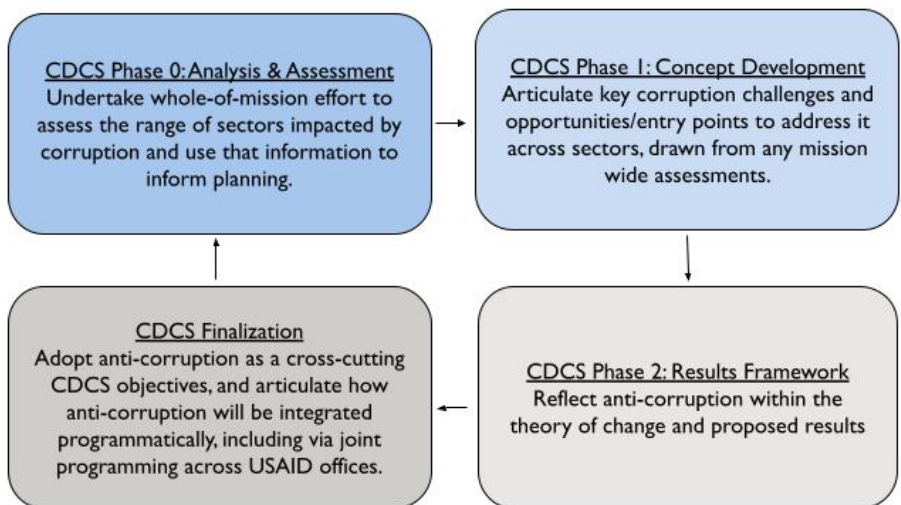 CDCS Phase 0: Analysis & Assessment
Undertake whole-of-mission effort to
assess the range of sectors impacted by
corruption and use that information to
inform planning.
CDCS Phase 1: Concept Development
Articulate key corruption challenges and
opportunities/entry points to address it
across sectors, drawn from any mission
wide assessments.
CDCS Finalization
Adopt anti-corruption as a cross-cutting
CDCS objectives, and articulate how
anti-corruption will be integrated
programmatically, including via joint
programming across USAID offices.
CDCS Phase 2: Results Framework
Reflect anti-corruption within the
theory of change and proposed results